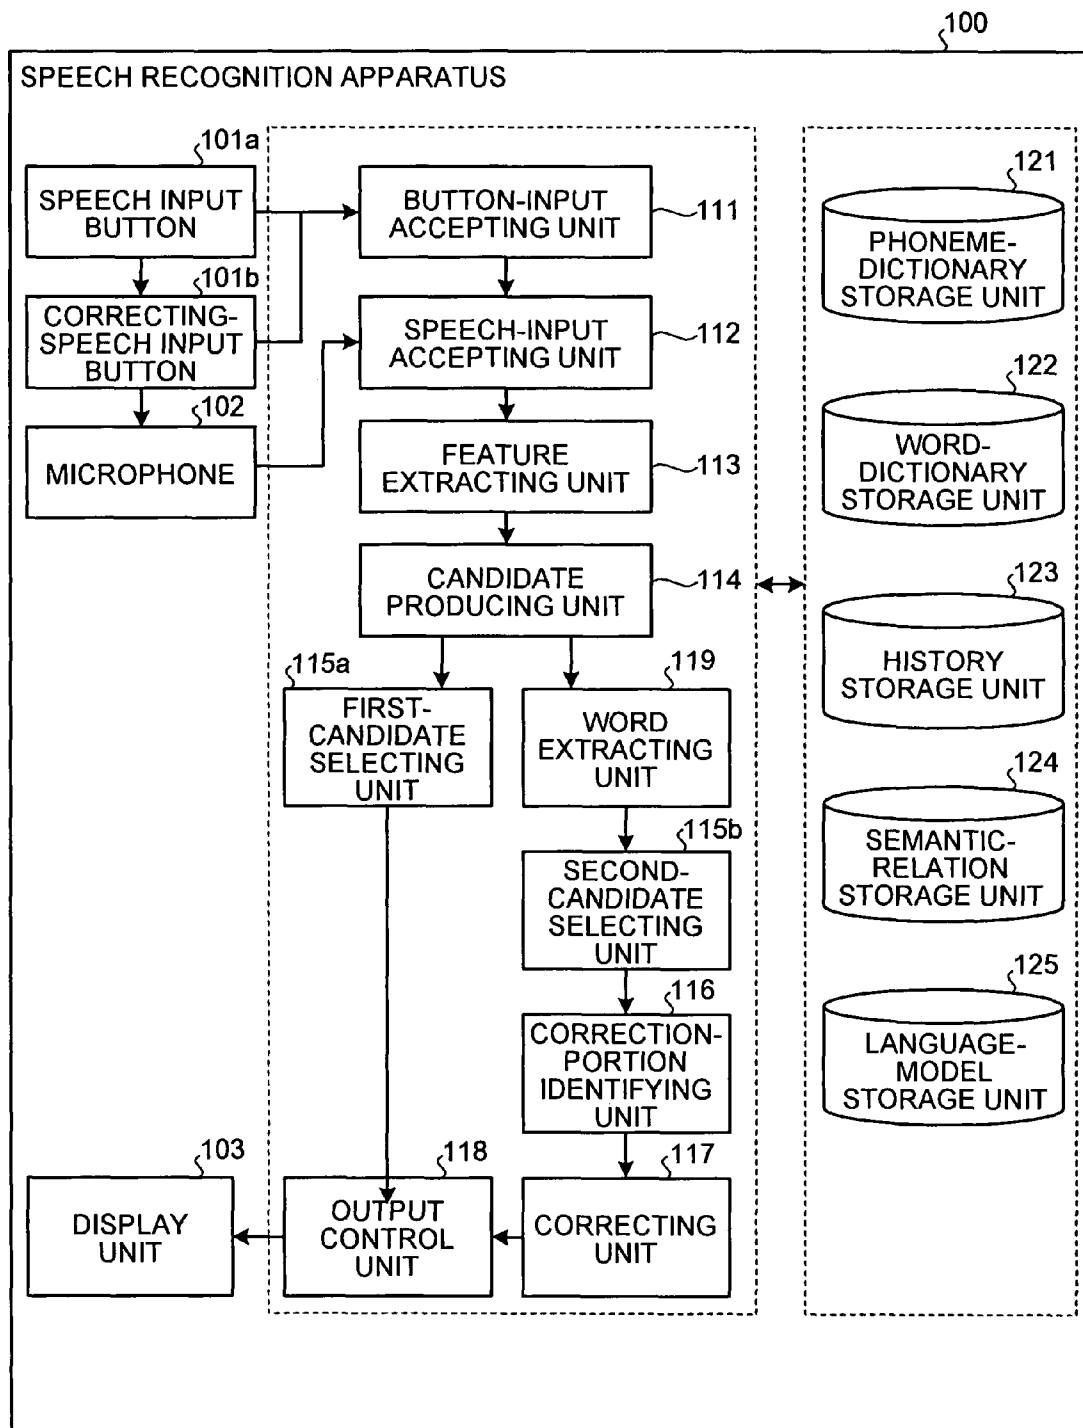 100
SPEECH RECOGNITION APPARATUS
101a
SPEECH INPUT
BUTTON
101b
CORRECTING-
SPEECH INPUT
BUTTON
102
MICROPHONE
BUTTON-INPUT
ACCEPTING UNIT
111
SPEECH-INPUT
ACCEPTING UNIT
112
FEATURE
EXTRACTING UNIT
113
CANDIDATE
PRODUCING UNIT
114
115a
FIRST-
CANDIDATE
SELECTING
UNIT
119
WORD
EXTRACTING
UNIT
115b
SECOND-
CANDIDATE
SELECTING
UNIT
116
CORRECTION-
PORTION
IDENTIFYING
UNIT
117
CORRECTING
UNIT
118
OUTPUT
CONTROL
UNIT
103
DISPLAY
UNIT
121
PHONEME-
DICTIONARY
STORAGE UNIT
122
WORD-
DICTIONARY
STORAGE UNIT
123
HISTORY
STORAGE UNIT
124
SEMANTIC-
RELATION
STORAGE UNIT
125
LANGUAGE-
MODEL
STORAGE UNIT